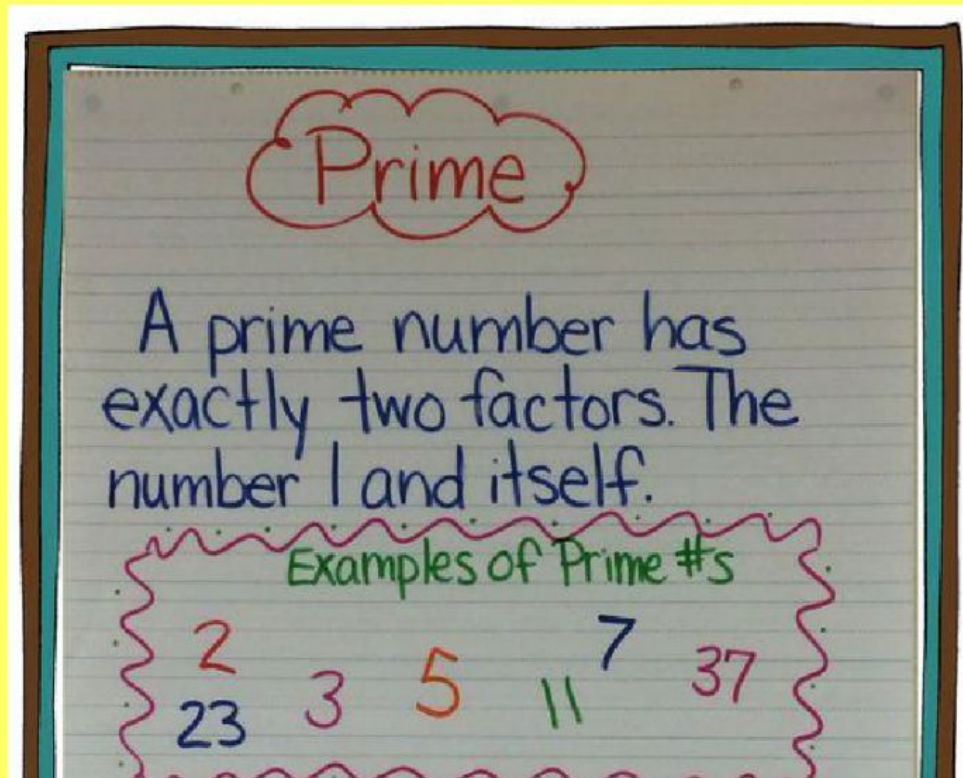 Prime
A prime number has
exactly two factors. The
number 1 and itself.
Examples of Prime #s
2 7 37
23 3 5 11